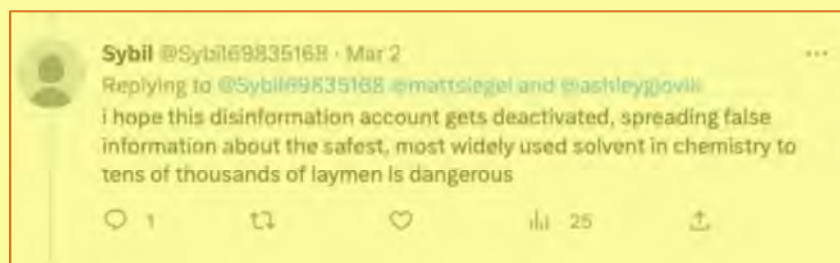 Sybil @Sybil69835168 · Mar 2
Replying to @Sybil69835168 @mattsiegel and @ashleygjovik
i hope this disinformation account gets deactivated, spreading false
information about the safest, most widely used solvent in chemistry to
tens of thousands of laymen is dangerous
1 25